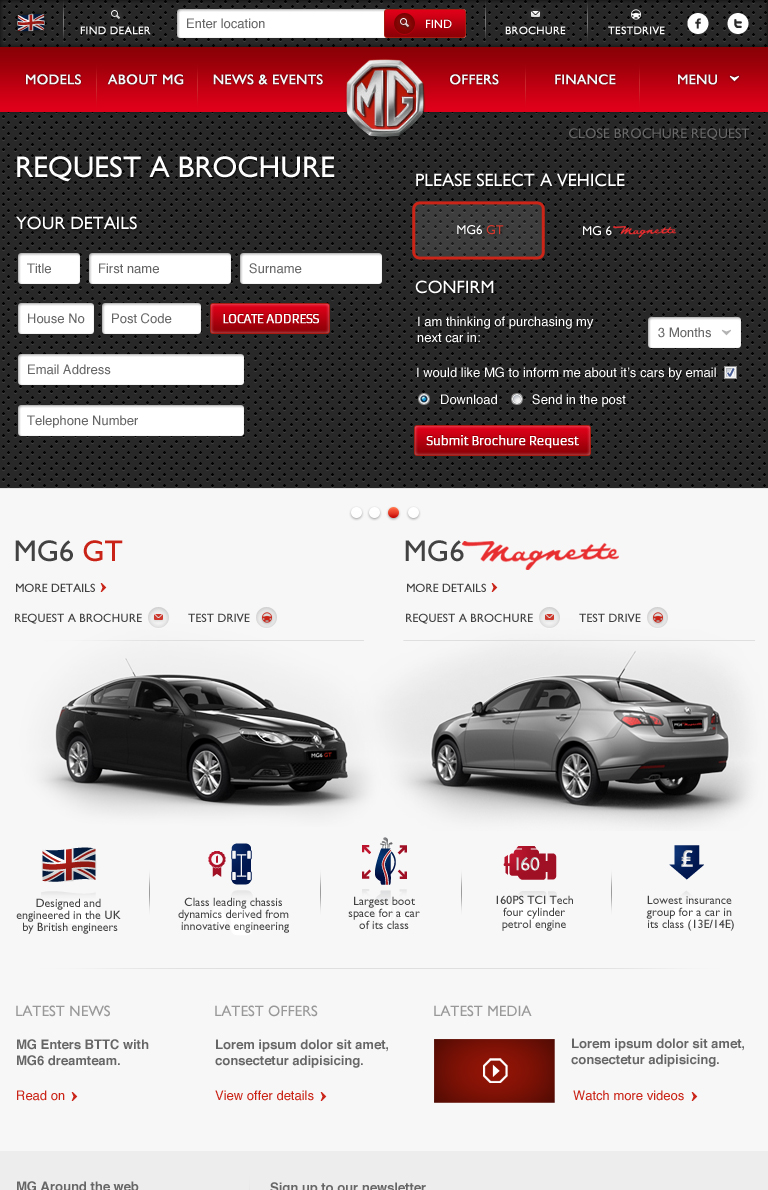 FIND DEALER
Enter location
FIND
BROCHURE
TESTDRIVE
MODELS
ABOUT MG
NEWS & EVENTS
MG
OFFERS
FINANCE
MENU
CLOSE BROCHURE REQUEST
REQUEST A BROCHURE
YOUR DETAILS
Title
First name
Surname
House No
Post Code
LOCATE ADDRESS
Email Address
Telephone Number
PLEASE SELECT A VEHICLE
MG6 GT
MG 6 Magnette
CONFIRM
I am thinking of purchasing my
next car in:
3 Months
I would like MG to inform me about it's cars by email
Download
Send in the post
Submit Brochure Request
MG6 GT
MORE DETAILS
REQUEST A BROCHURE
TEST DRIVE
MG6 Magnette
MORE DETAILS
REQUEST A BROCHURE
TEST DRIVE
MG6 GT
MG6 Magnette
Designed and
engineered in the UK
by British engineers
1
Class leading chassis
dynamics derived from
innovative engineering
Largest boot
space for a car
of its class
160
160PS TCI Tech
four cylinder
petrol engine
£
Lowest insurance
group for a car in
its class (13E/14E)
LATEST NEWS
MG Enters BTTC with
MG6 dreamteam.
Read on
LATEST OFFERS
Lorem ipsum dolor sit amet,
consectetur adipisicing.
View offer details
LATEST MEDIA
Lorem ipsum dolor sit amet,
consectetur adipisicing.
Watch more videos
MG Around the web
Sign up to our newsletter